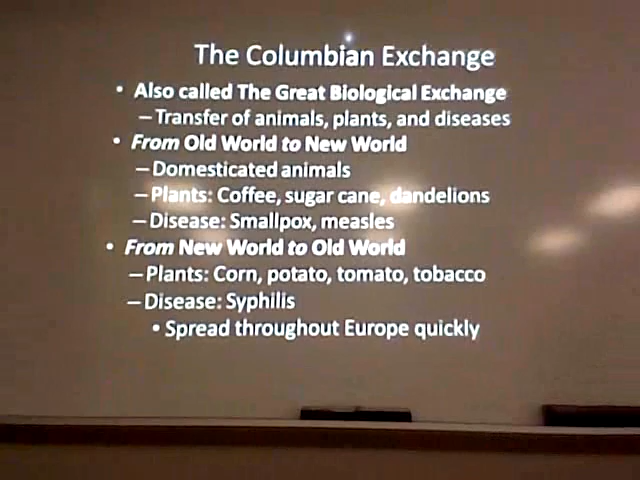 The Columbian Exchange
• Also called The Great Biological Exchange
– Transfer of animals, plants, and diseases
• From Old World to New World
– Domesticated animals
– Plants: Coffee, sugar cane, dandelions
– Disease: Smallpox, measles
• From New World to Old World
– Plants: Corn, potato, tomato, tobacco
– Disease: Syphilis
• Spread throughout Europe quickly